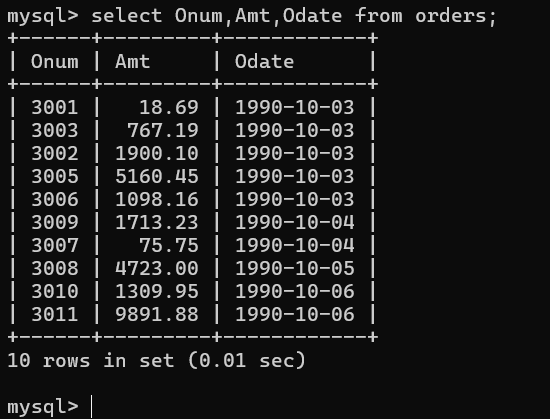 mysql> select Onum,Amt,Odate from orders;
+------+---------+------------+
| Onum | Amt     | Odate      |
+------+---------+------------+
| 3001 |   18.69 | 1990-10-03 |
| 3003 |  767.19 | 1990-10-03 |
| 3002 | 1900.10 | 1990-10-03 |
| 3005 | 5160.45 | 1990-10-03 |
| 3006 | 1098.16 | 1990-10-03 |
| 3009 | 1713.23 | 1990-10-04 |
| 3007 |   75.75 | 1990-10-04 |
| 3008 | 4723.00 | 1990-10-05 |
| 3010 | 1309.95 | 1990-10-06 |
| 3011 | 9891.88 | 1990-10-06 |
+------+---------+------------+
10 rows in set (0.01 sec)
mysql>